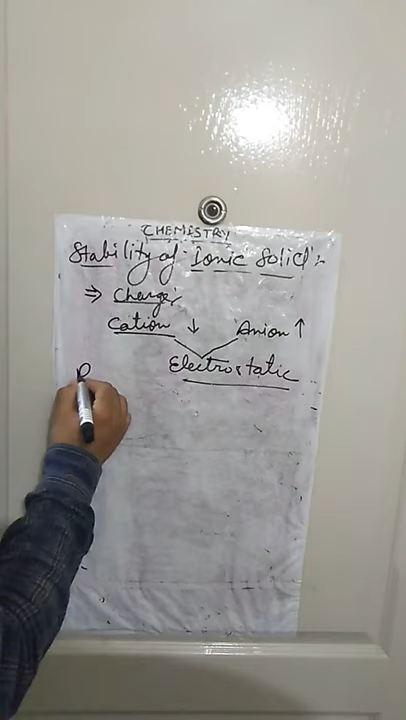 CHEMISTRY
Stability of Ionic Solid:-
⇒ Charge:
Cation ↓ Anion ↑
Electrostatic